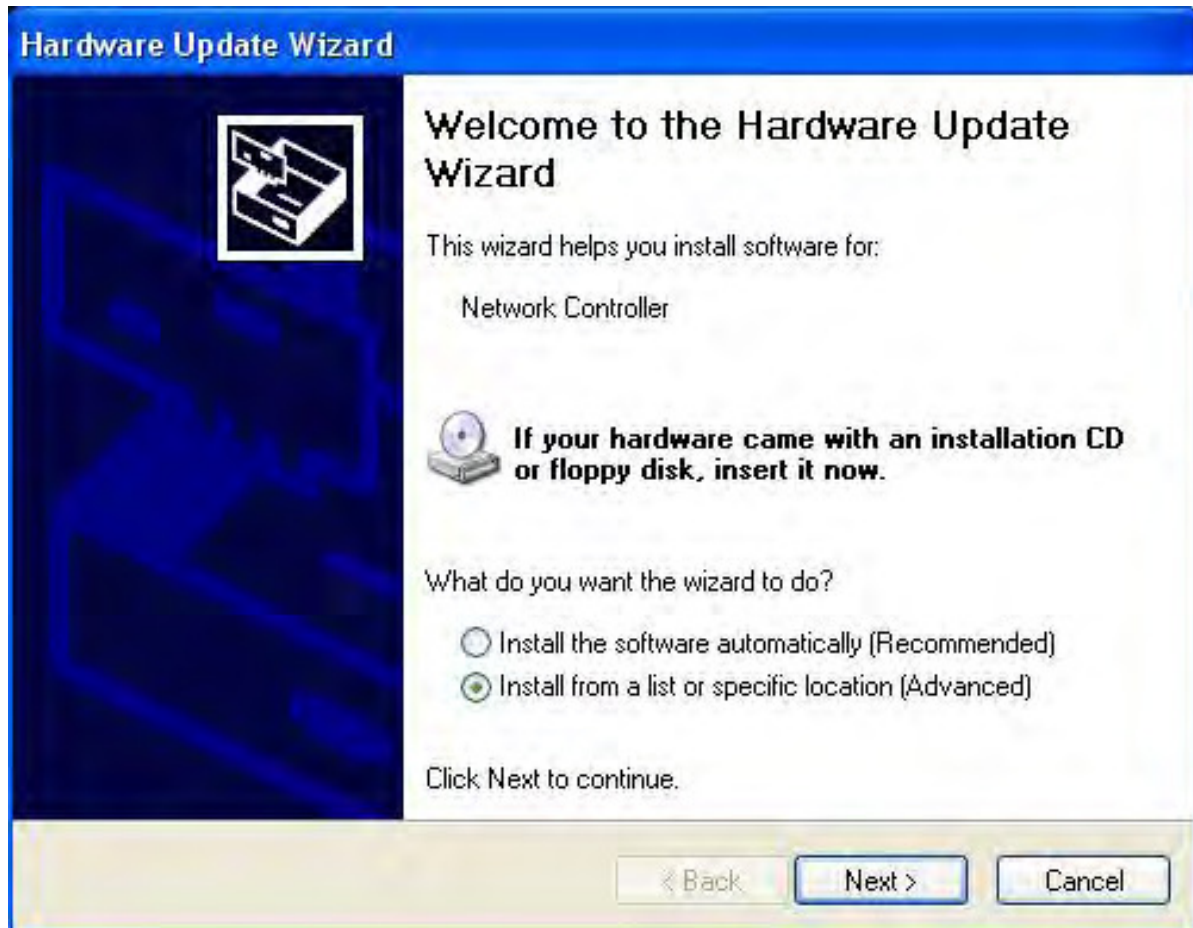 Hardware Update Wizard
Welcome to the Hardware Update
Wizard
This wizard helps you install software for:
Network Controller
If your hardware came with an installation CD
or floppy disk, insert it now.
What do you want the wizard to do?
Install the software automatically (Recommended)
Install from a list or specific location (Advanced)
Click Next to continue.
< Back Next > Cancel